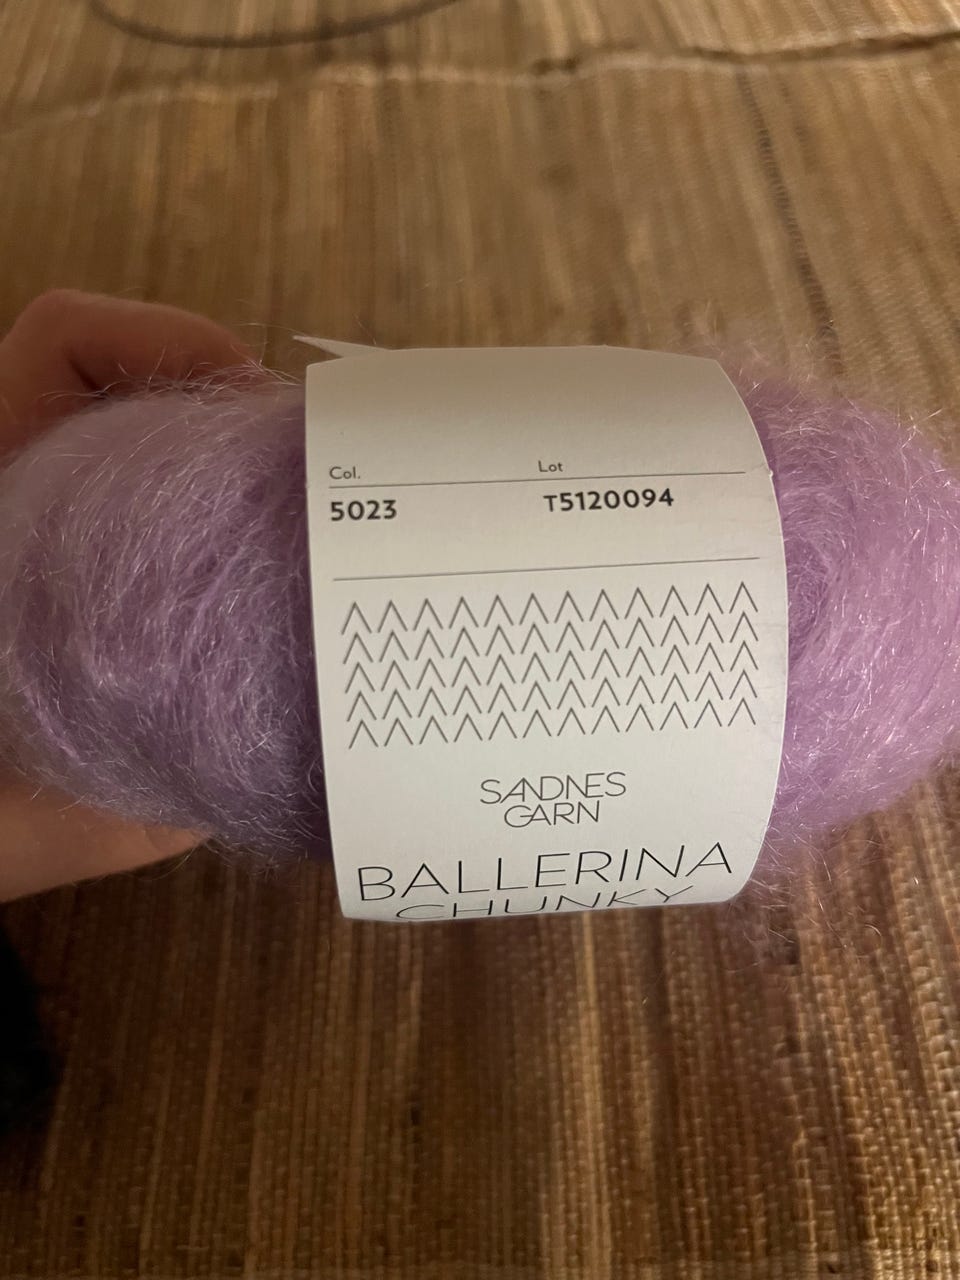 Col. Lot
5023 T5120094
SANDNES
GARN
BALLERINA
CHUNKY